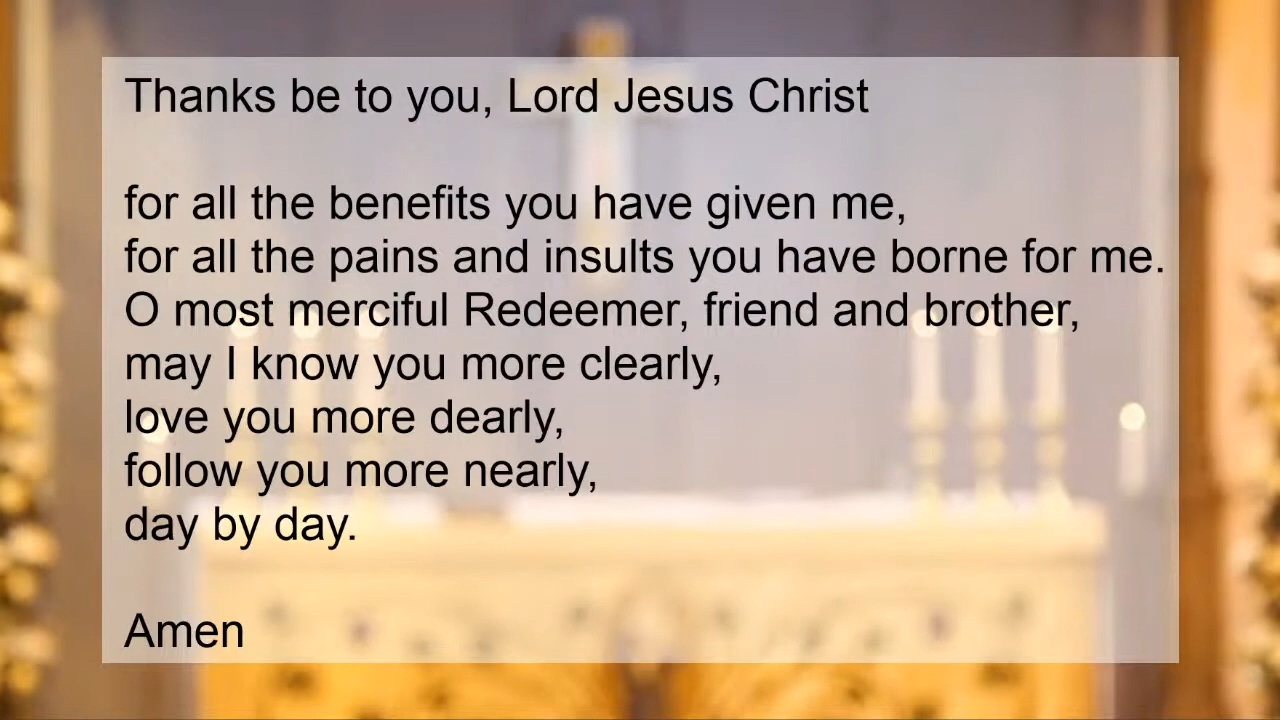 Thanks be to you, Lord Jesus Christ
for all the benefits you have given me,
for all the pains and insults you have borne for me.
O most merciful Redeemer, friend and brother,
may I know you more clearly,
love you more dearly,
follow you more nearly,
day by day.
Amen